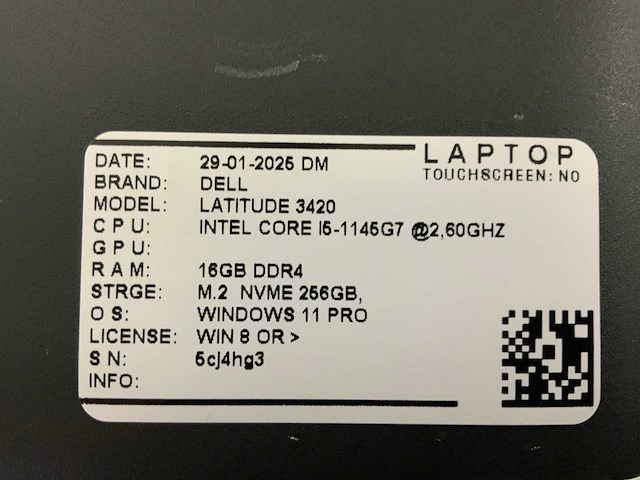 LAPTOP
TOUCHSCREEN: NO
DATE: 29-01-2025 DM
BRAND: DELL
MODEL: LATITUDE 3420
CPU: INTEL CORE I5-1145G7 @2,60GHZ
GPU:
RAM: 16GB DDR4
STRGE: M.2 NVME 256GB,
OS: WINDOWS 11 PRO
LICENSE: WIN 8 OR >
SN: 5cj4hg3
INFO: